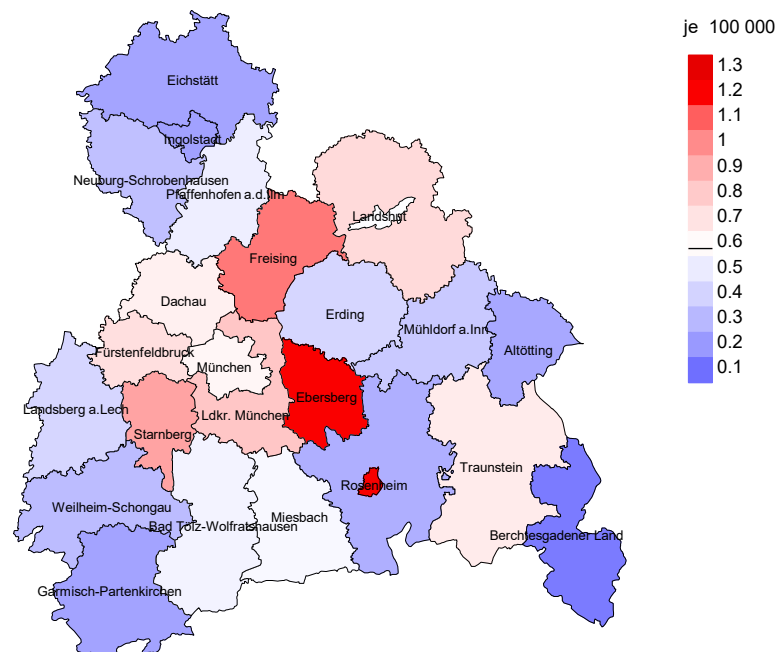 je 100 000
1.3
1.2
1.1
1
0.9
0.8
0.7
0.6
0.5
0.4
0.3
0.2
0.1
Eichstätt
Ingolstadt
Neuburg-Schrobenhausen
Pfaffenhofen a.d.Ilm
Landshut
Freising
Dachau
Erding
Mühldorf a.Inn
Altötting
Fürstenfeldbruck
München
Landsberg a.Lech
Starnberg
Ldkr. München
Ebersberg
Traunstein
Rosenheim
Weilheim-Schongau
Bad Tölz-Wolfratshausen
Miesbach
Berchtesgadener Land
Garmisch-Partenkirchen